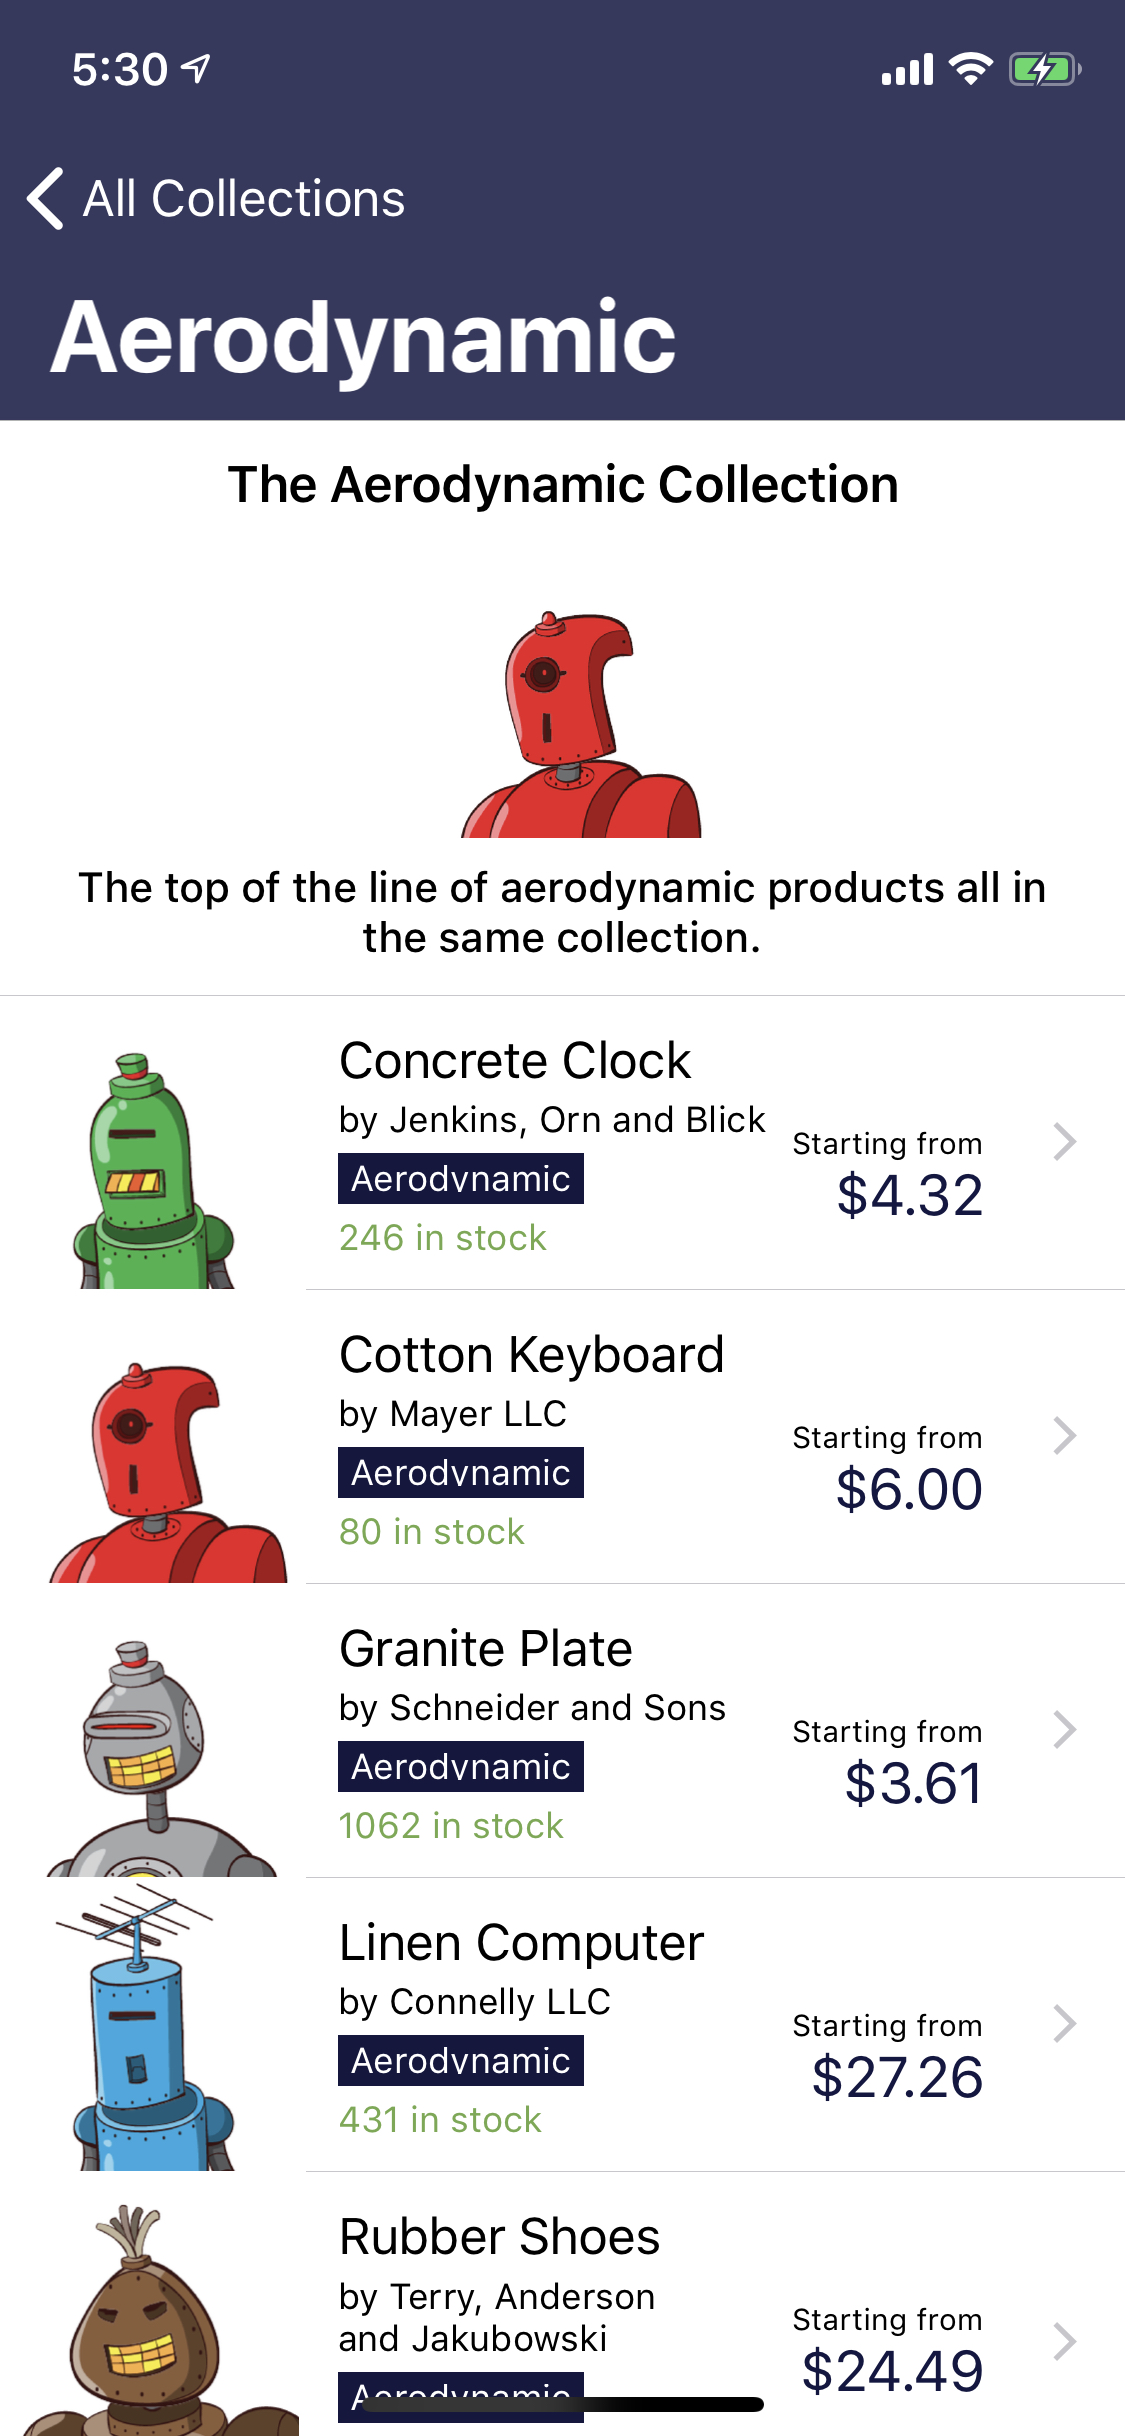 5:30
All Collections
Aerodynamic
The Aerodynamic Collection
The top of the line of aerodynamic products all in
the same collection.
Concrete Clock
by Jenkins, Orn and Blick
Aerodynamic
246 in stock
Starting from
$4.32
Cotton Keyboard
by Mayer LLC
Aerodynamic
80 in stock
Starting from
$6.00
Granite Plate
by Schneider and Sons
Aerodynamic
1062 in stock
Starting from
$3.61
Linen Computer
by Connelly LLC
Aerodynamic
431 in stock
Starting from
$27.26
Rubber Shoes
by Terry, Anderson
and Jakubowski
Aerodynamic
Starting from
$24.49